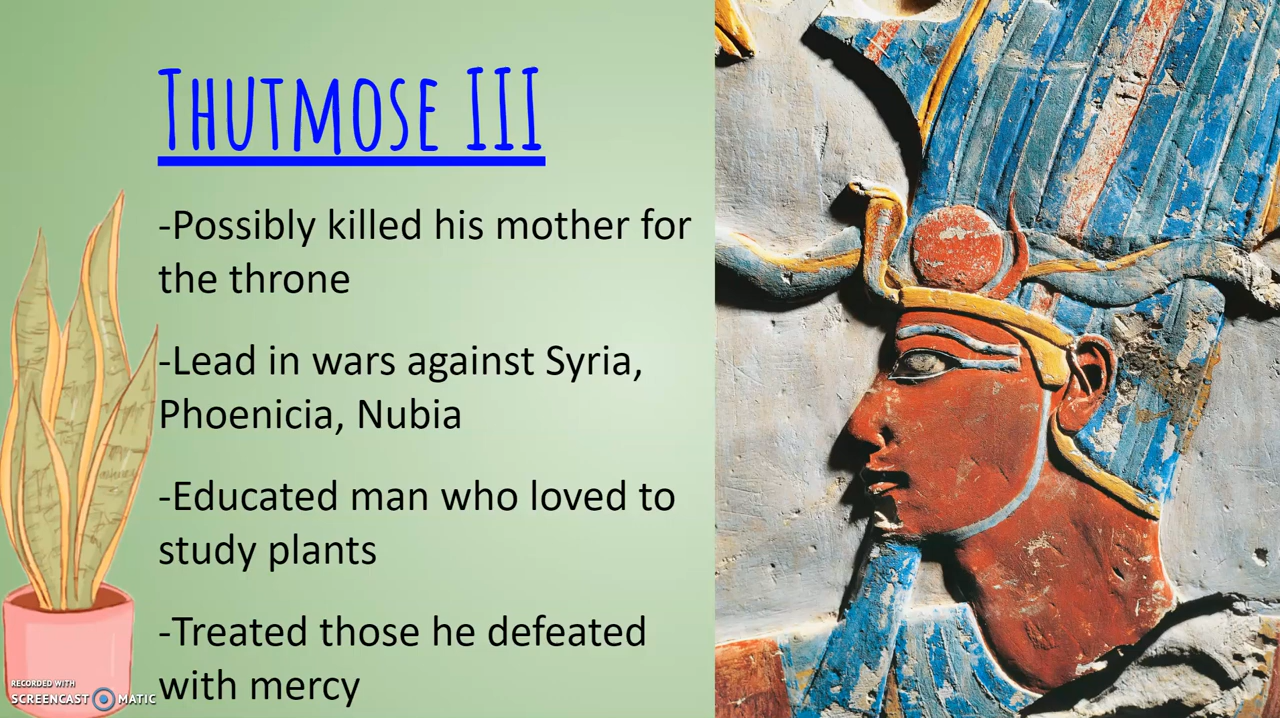 THUTMOSE III
-Possibly killed his mother for
the throne
-Lead in wars against Syria,
Phoenicia, Nubia
-Educated man who loved to
study plants
-Treated those he defeated
with mercy
RECORDED WITH
SCREENCAST MATIC